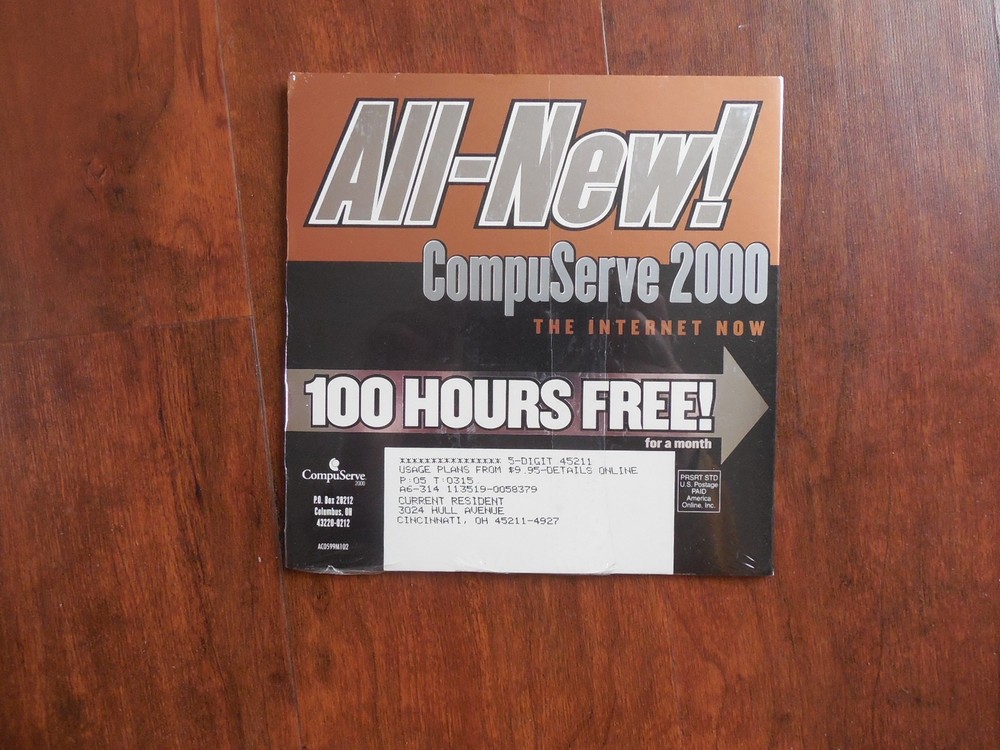 All-New!
CompuServe 2000
THE INTERNET NOW
100 HOURS FREE!
for a month
CompuServe
2000
P.O. Box 20212
Columbus, OH
43220-0212
AC0599M102
***************** 5-DIGIT 45211
USAGE PLANS FROM $9.95-DETAILS ONLINE
P:05 T:0315
A6-314 113519-0058379
CURRENT RESIDENT
3024 HULL AVENUE
CINCINNATI, OH 45211-4927
PRSRT STD
U.S. Postage
PAID
America
Online, Inc.